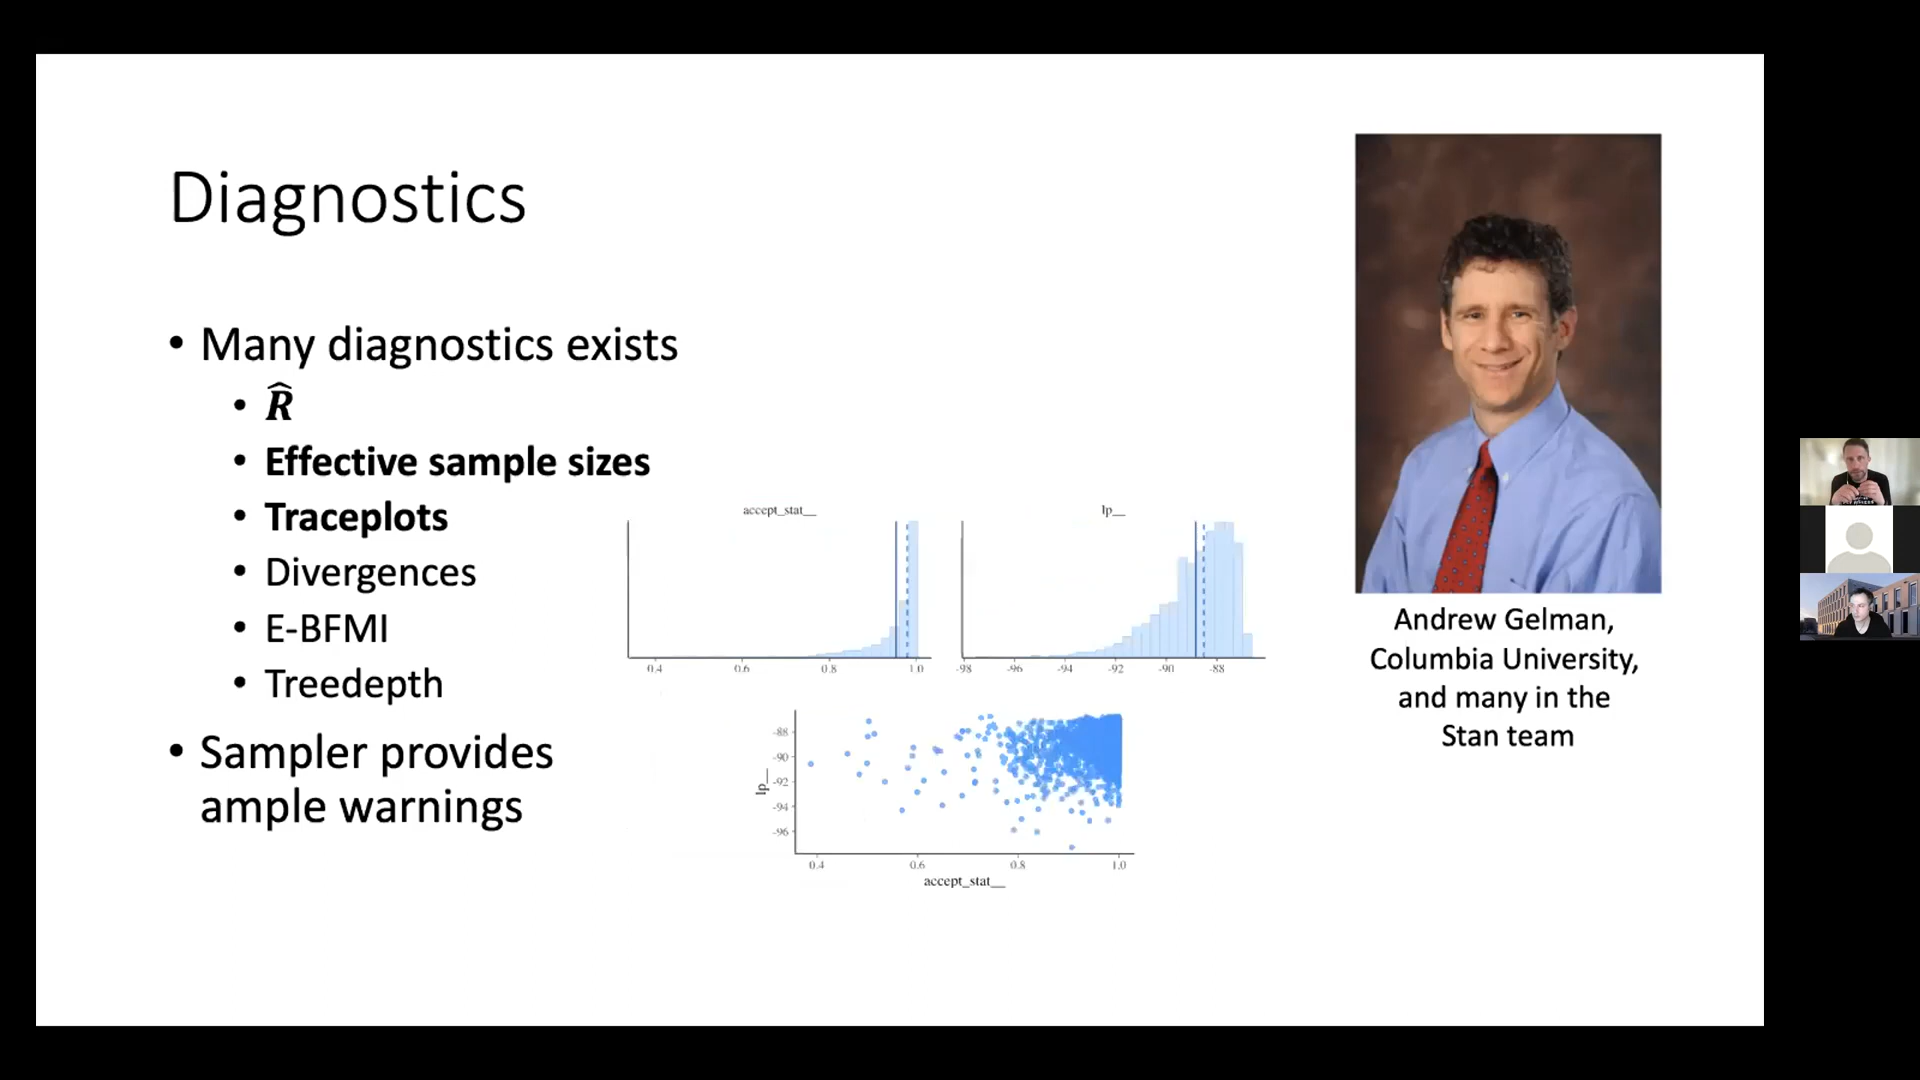 Diagnostics
• Many diagnostics exists
• R̂
• Effective sample sizes
• Traceplots
• Divergences
• E-BFMI
• Treedepth
• Sampler provides
ample warnings
accept_stat__
0.4 0.6 0.8 1.0
lp__
-98 -96 -94 -92 -90 -88
lp__
-88
-90
-92
-94
-96
0.4 0.6 0.8 1.0
accept_stat__
Andrew Gelman,
Columbia University,
and many in the
Stan team